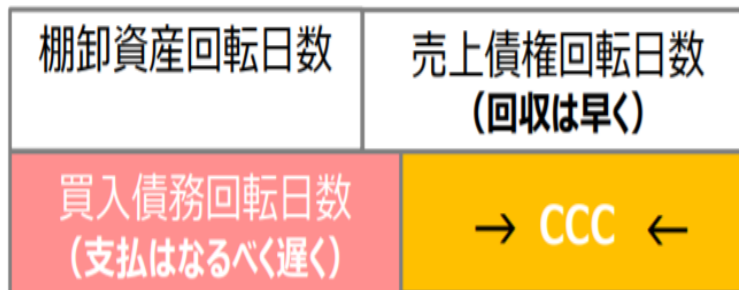 棚卸資産回転日数
売上債権回転日数
（回収は早く）
買入債務回転日数
（支払はなるべく遅く）
→ CCC ←